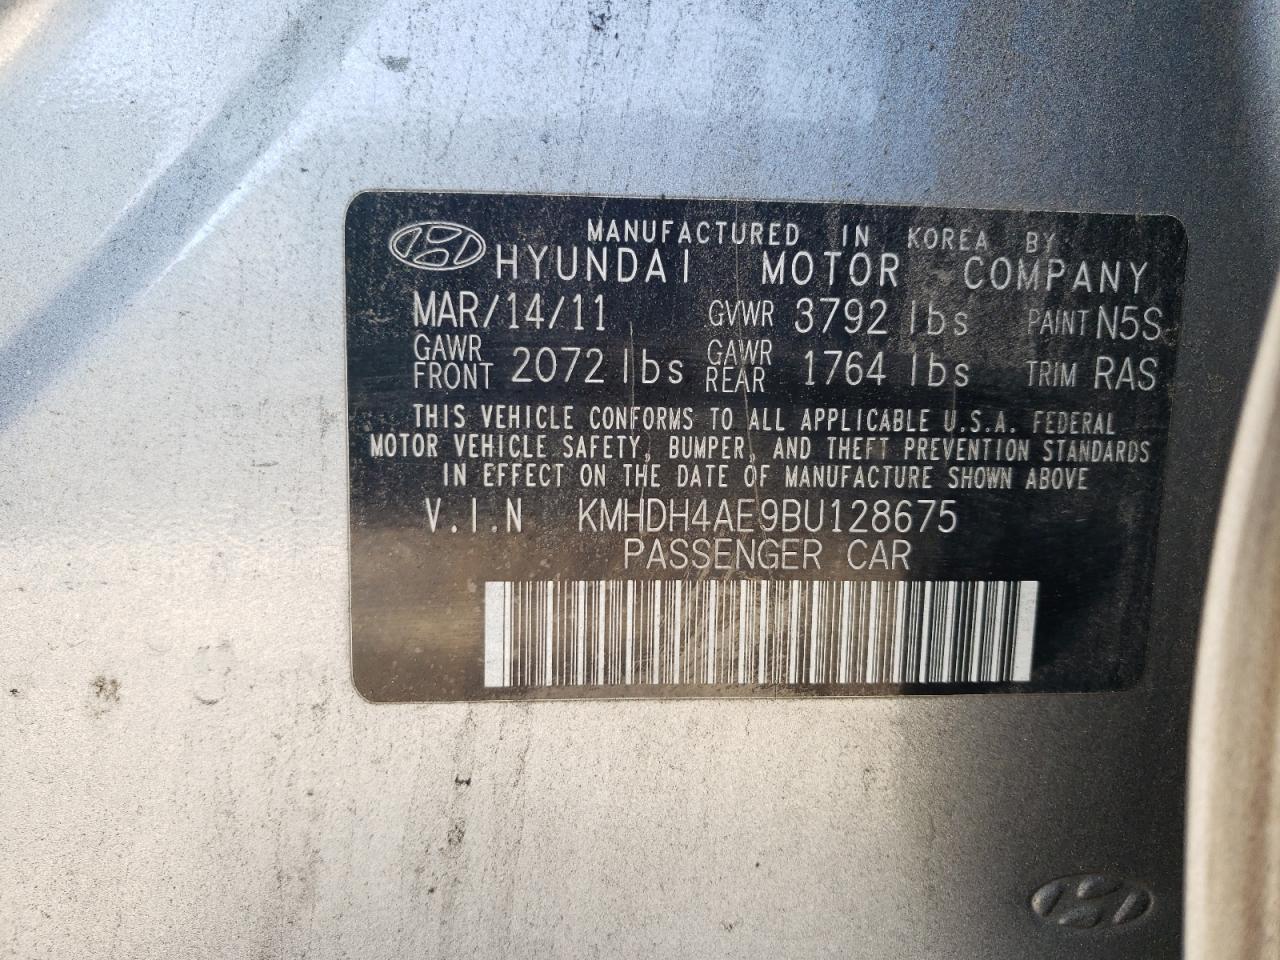 MANUFACTURED IN KOREA BY
HYUNDAI MOTOR COMPANY
MAR/14/11 GVWR 3792 lbs PAINT N5S
GAWR FRONT 2072 lbs GAWR REAR 1764 lbs TRIM RAS
THIS VEHICLE CONFORMS TO ALL APPLICABLE U.S.A. FEDERAL
MOTOR VEHICLE SAFETY, BUMPER, AND THEFT PREVENTION STANDARDS
IN EFFECT ON THE DATE OF MANUFACTURE SHOWN ABOVE
V.I.N KMHDH4AE9BU128675
PASSENGER CAR